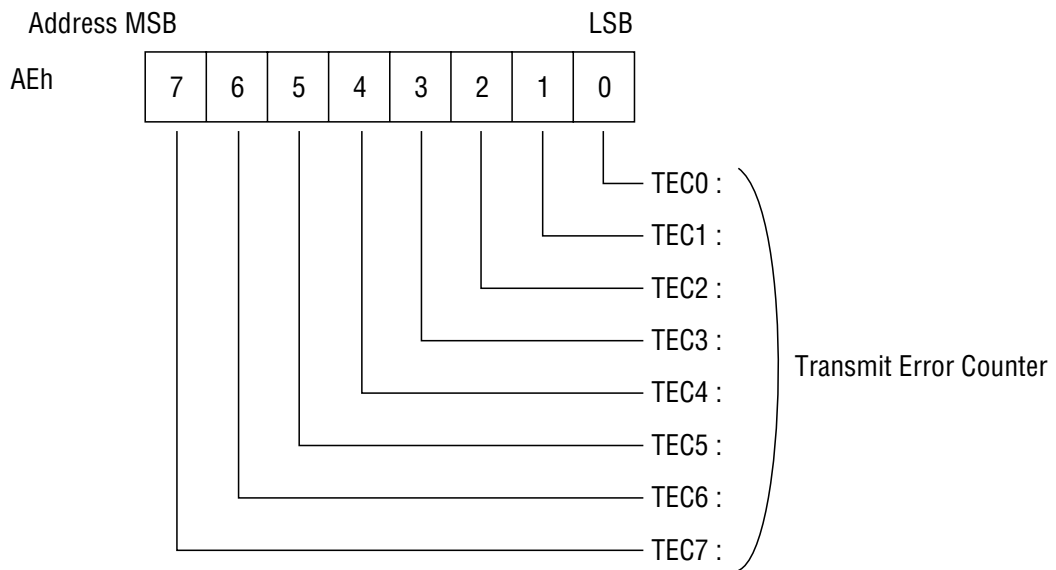 Address MSB LSB
AEh 7 6 5 4 3 2 1 0
TEC0 :
TEC1 :
TEC2 :
TEC3 :
Transmit Error Counter
TEC4 :
TEC5 :
TEC6 :
TEC7 :